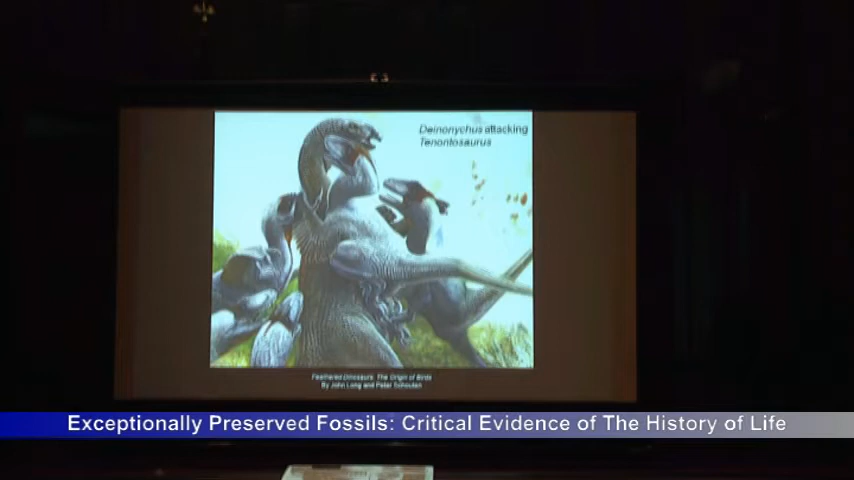 Deinonychus attacking
Tenontosaurus
Feathered Dinosaurs: The Origin of Birds
By John Long and Peter Schouten
Exceptionally Preserved Fossils: Critical Evidence of The History of Life